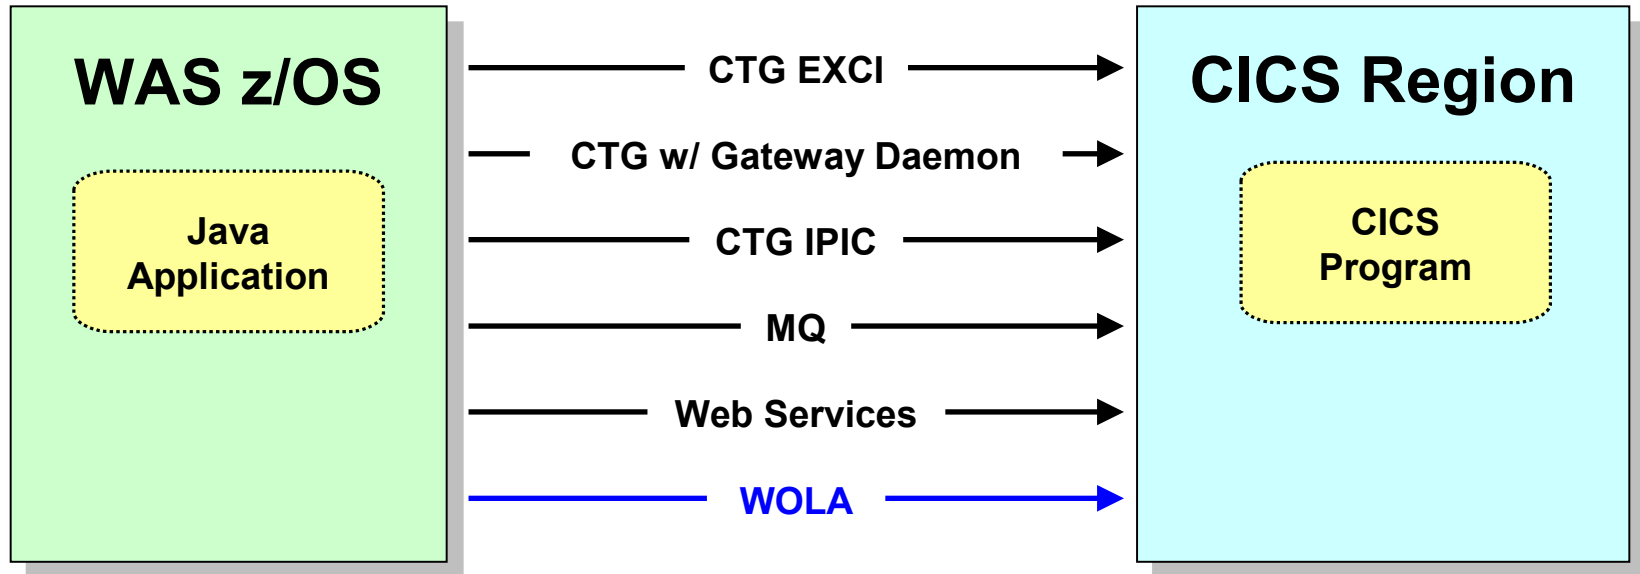 WAS z/OS
Java
Application
CTG EXCI
CTG w/ Gateway Daemon
CTG IPIC
MQ
Web Services
WOLA
CICS Region
CICS
Program